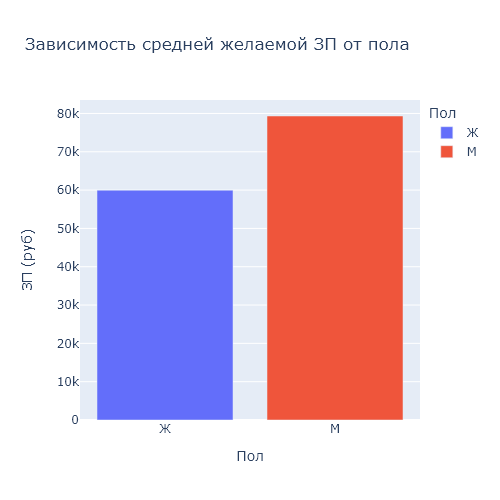 Зависимость средней желаемой ЗП от пола
Пол
Ж
М
80k
70k
60k
50k
40k
30k
20k
10k
0
ЗП (руб)
Ж
М
Пол